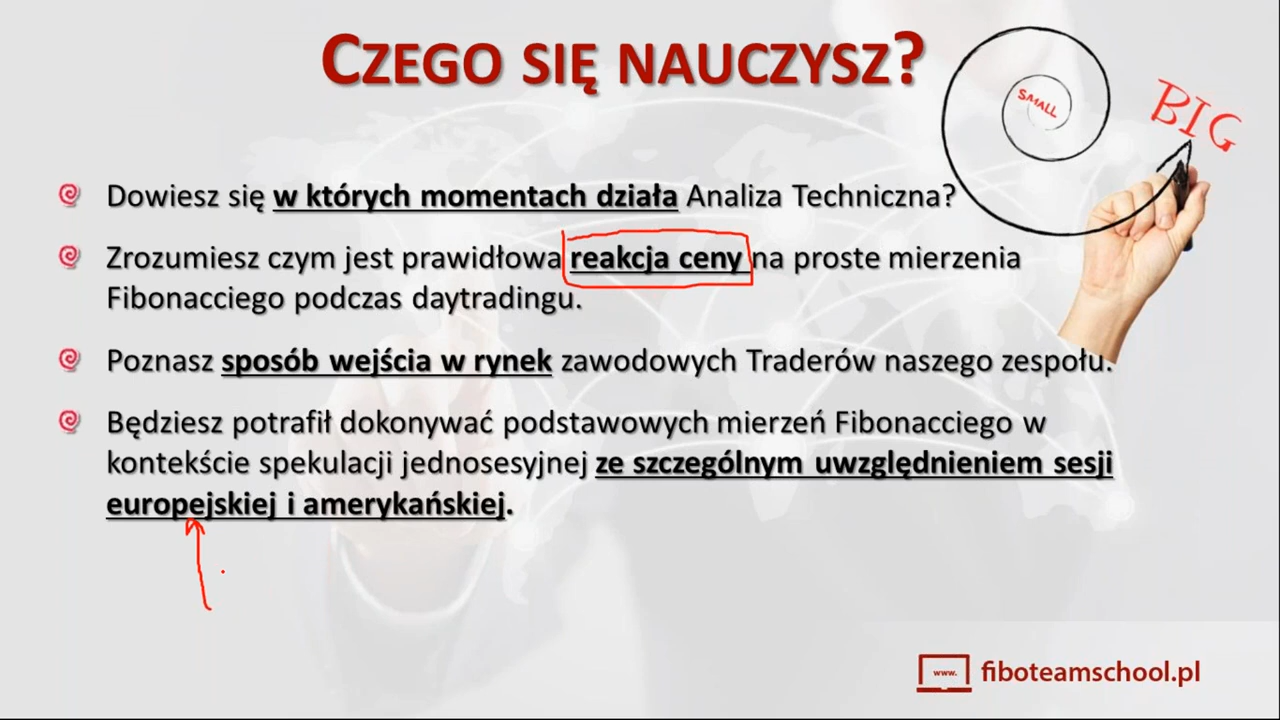 CZEGO SIĘ NAUCZYSZ?
SMALL
BIG
Dowiesz się w których momentach działa Analiza Techniczna?
Zrozumiesz czym jest prawidłowa reakcja ceny na proste mierzenia
Fibonacciego podczas daytradingu.
Poznasz sposób wejścia w rynek zawodowych Traderów naszego zespołu.
Będziesz potrafił dokonywać podstawowych mierzeń Fibonacciego w
kontekście spekulacji jednosesyjnej ze szczególnym uwzględnieniem sesji
europejskiej i amerykańskiej.
www.
fiboteamschool.pl